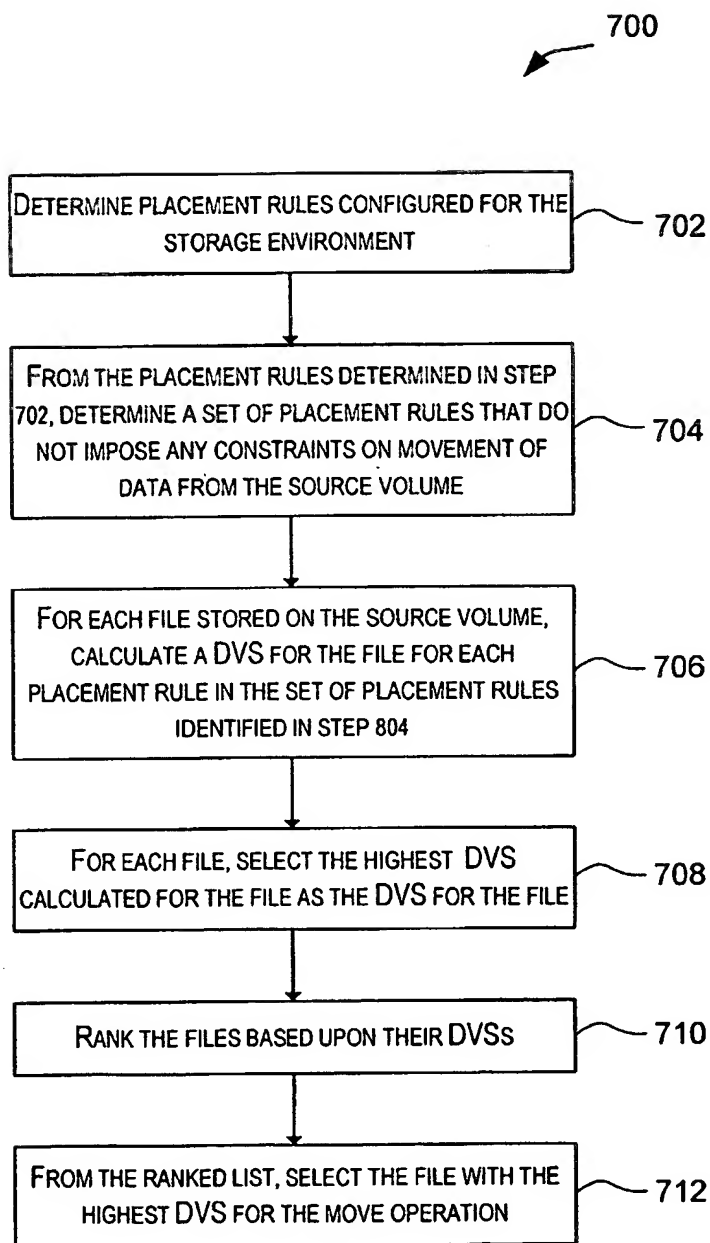 700
DETERMINE PLACEMENT RULES CONFIGURED FOR THE
STORAGE ENVIRONMENT
702
FROM THE PLACEMENT RULES DETERMINED IN STEP
702, DETERMINE A SET OF PLACEMENT RULES THAT DO
NOT IMPOSE ANY CONSTRAINTS ON MOVEMENT OF
DATA FROM THE SOURCE VOLUME
704
FOR EACH FILE STORED ON THE SOURCE VOLUME,
CALCULATE A DVS FOR THE FILE FOR EACH
PLACEMENT RULE IN THE SET OF PLACEMENT RULES
IDENTIFIED IN STEP 804
706
FOR EACH FILE, SELECT THE HIGHEST DVS
CALCULATED FOR THE FILE AS THE DVS FOR THE FILE
708
RANK THE FILES BASED UPON THEIR DVSS
710
FROM THE RANKED LIST, SELECT THE FILE WITH THE
HIGHEST DVS FOR THE MOVE OPERATION
712